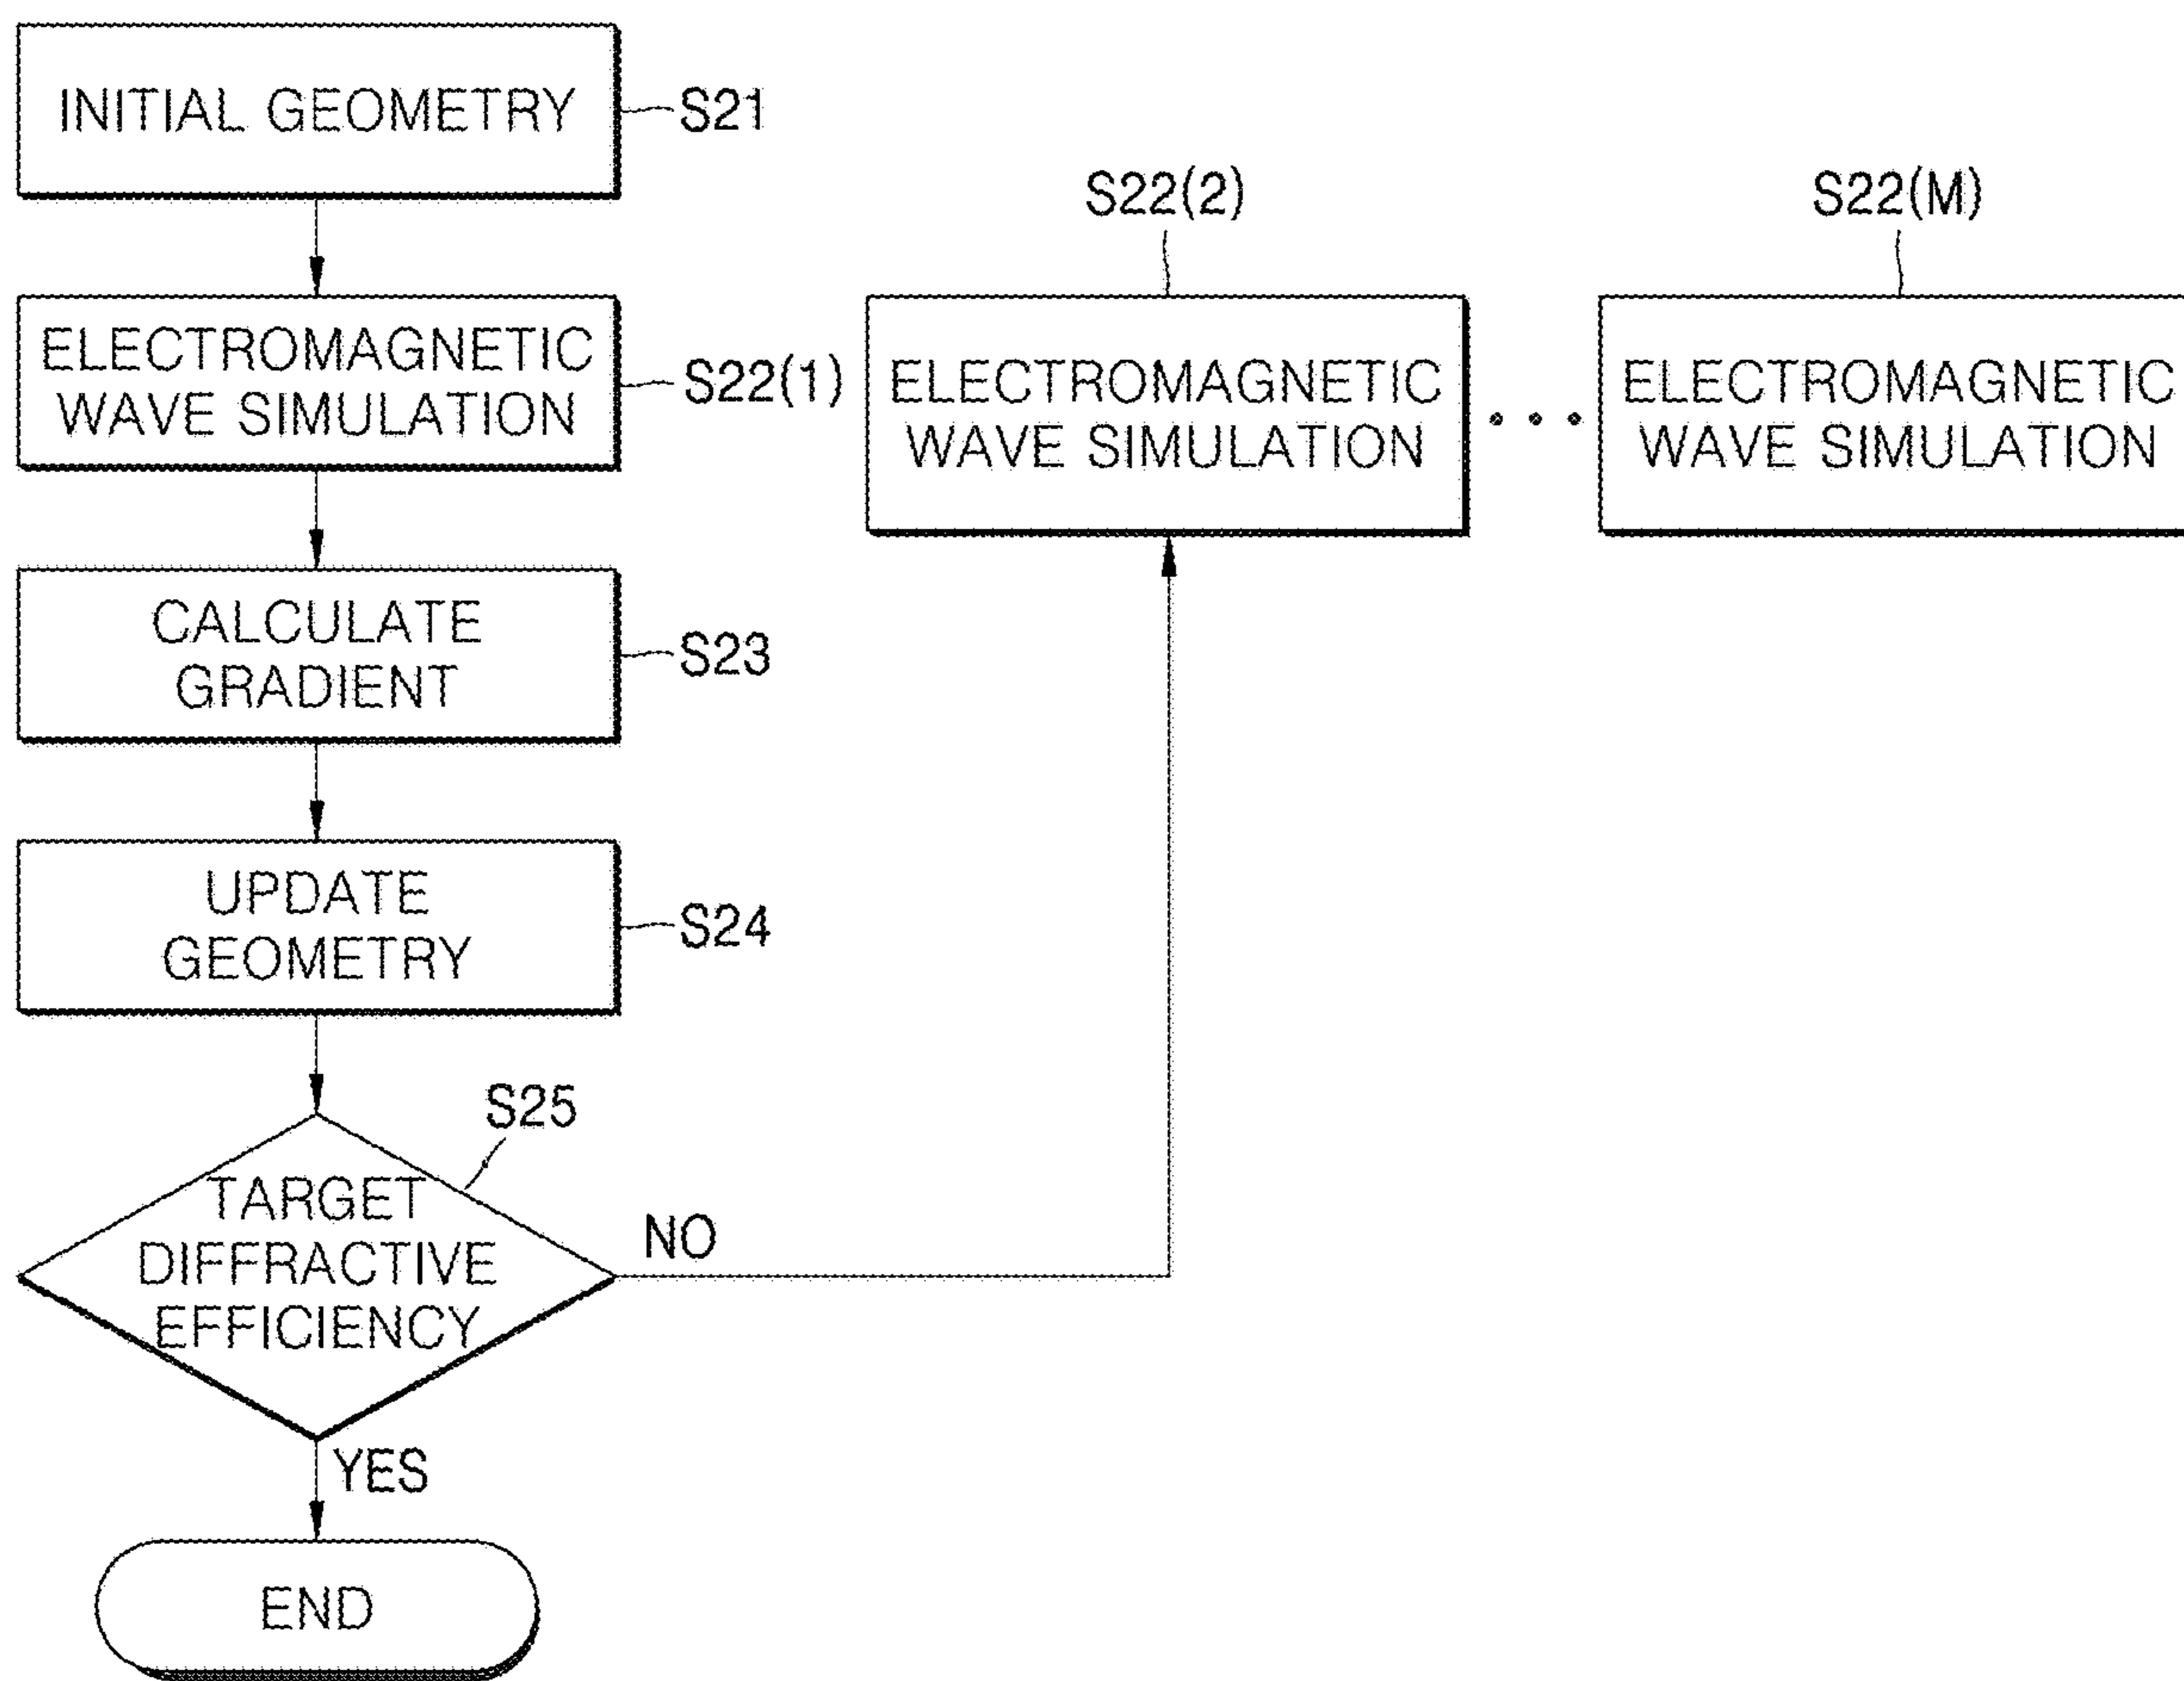 INITIAL GEOMETRY
S21
ELECTROMAGNETIC
WAVE SIMULATION
S22(1)
S22(2)
ELECTROMAGNETIC
WAVE SIMULATION
• • •
S22(M)
ELECTROMAGNETIC
WAVE SIMULATION
CALCULATE
GRADIENT
S23
UPDATE
GEOMETRY
S24
S25
TARGET
DIFFRACTIVE
EFFICIENCY
NO
YES
END